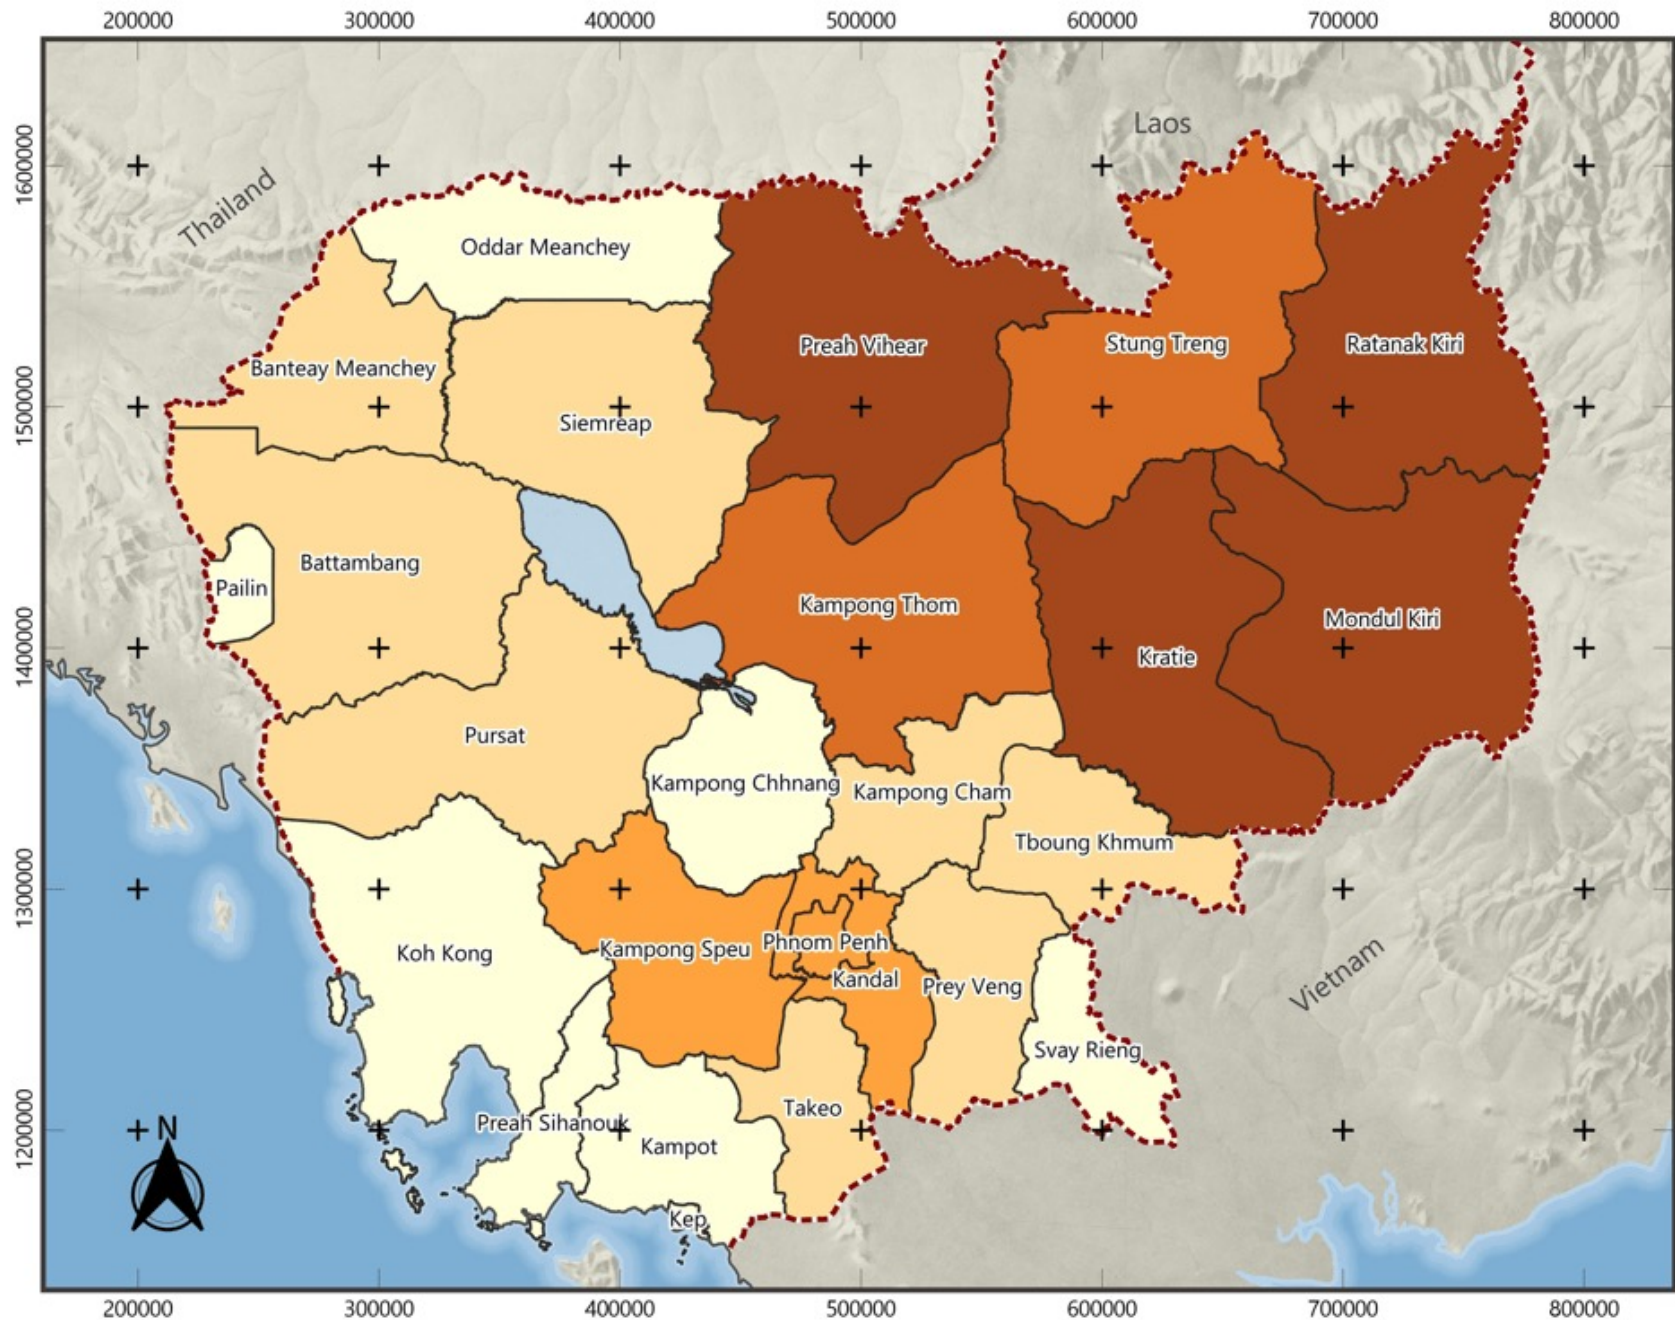 200000 300000 400000 500000 600000 700000 800000
Laos
1600000
Thailand
Oddar Meanchey
Preah Vihear
Stung Treng
Ratanak Kiri
Banteay Meanchey
1500000
Siemreap
Battambang
Pailin
Kampong Thom
Mondul Kiri
1400000
Kratie
Pursat
Kampong Chhnang
Kampong Cham
Tboung Khmum
1300000
Koh Kong
Kampong Speu
Phnom Penh
Kandal
Prey Veng
Vietnam
Svay Rieng
Takeo
Preah Sihanouk
1200000
N
Kampot
Kep
200000 300000 400000 500000 600000 700000 800000